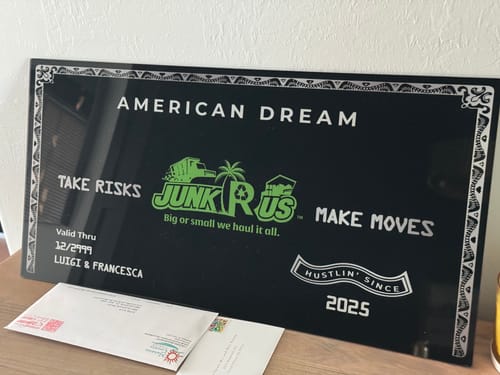 AMERICAN DREAM
TAKE RISKS
JUNK R US
TM
Big or small we haul it all.
MAKE MOVES
Valid Thru
12/2999
LUIGI & FRANCESCA
HUSTLIN' SINCE
2025